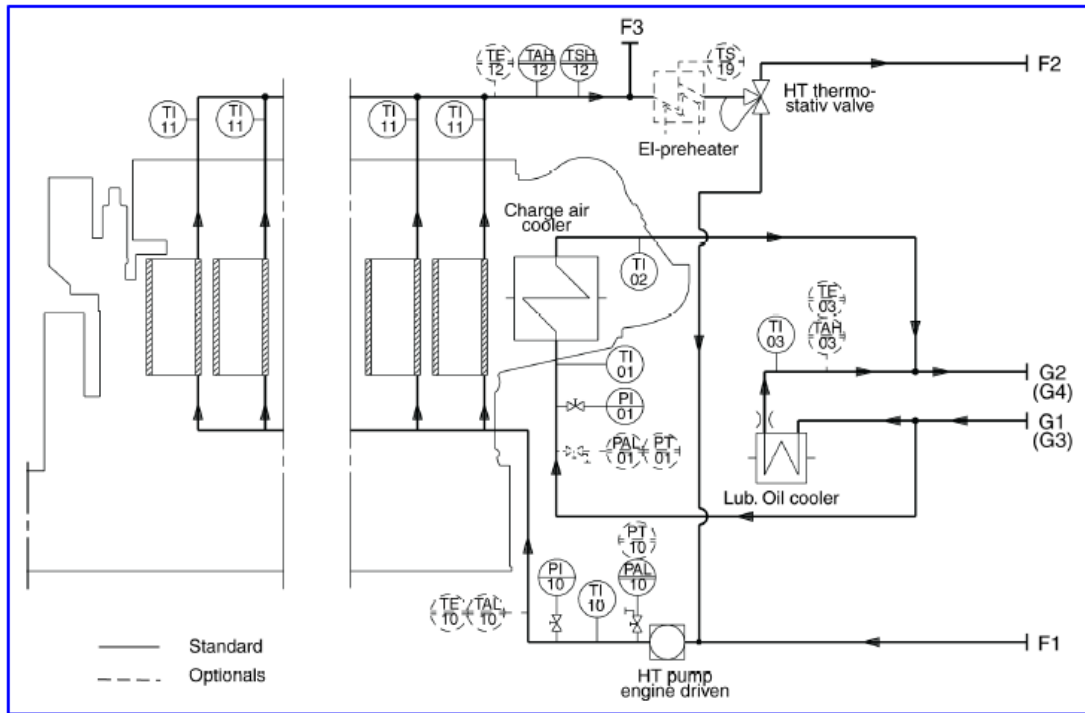 F3
TE
12
TAH
12
TSH
12
TS
19
F2
HT thermo-
stativ valve
TI
11
TI
11
TI
11
TI
11
El-preheater
Charge air
cooler
TI
02
TE
03
TAH
03
TI
03
TI
01
G2
(G4)
PI
01
G1
(G3)
PAL
01
PT
01
Lub. Oil cooler
PT
10
PI
10
TI
10
PAL
10
TE
10
TAL
10
F1
Standard
Optionals
HT pump
engine driven